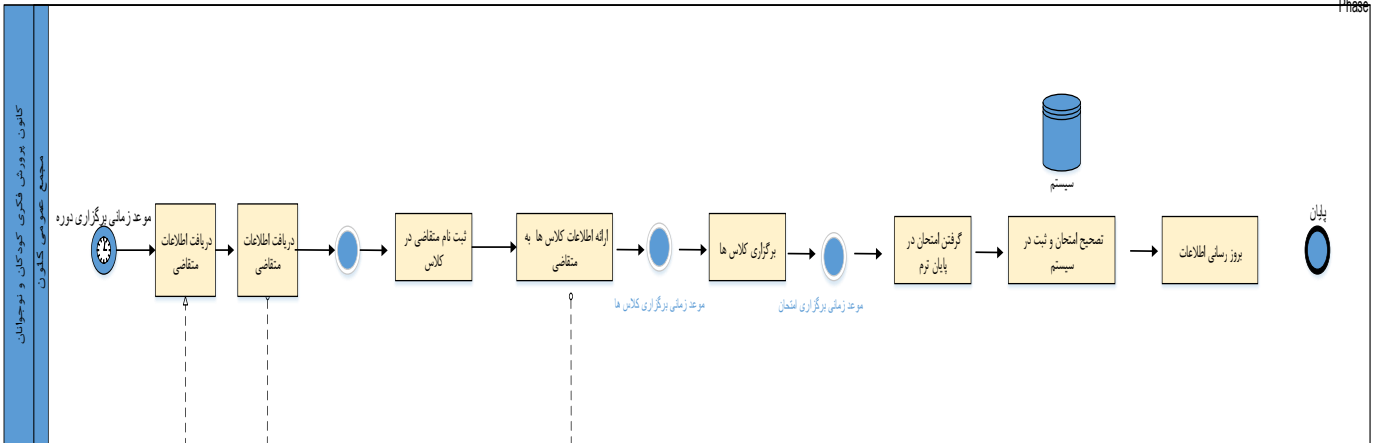 Phase
کانون پرورش فکری کودکان و نوجوانان
مجمع عمومی کانون
موعد زمانی برگزاری دوره
دریافت اطلاعات
متقاضی
دریافت اطلاعات
متقاضی
ثبت نام متقاضی در
کلاس
ارائه اطلاعات کلاس ها به
متقاضی
موعد زمانی برگزاری کلاس ها
برگزاری کلاس ها
موعد زمانی برگزاری امتحان
گرفتن امتحان در
پایان ترم
سیستم
تصحیح امتحان و ثبت در
سیستم
بروز رسانی اطلاعات
پایان